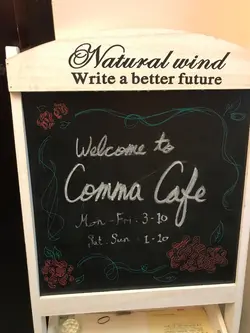 Natural wind
Write a better future
Welcome to
Comma Cafe
Mon - Fri . 3-10
Sat. Sun . 1-10